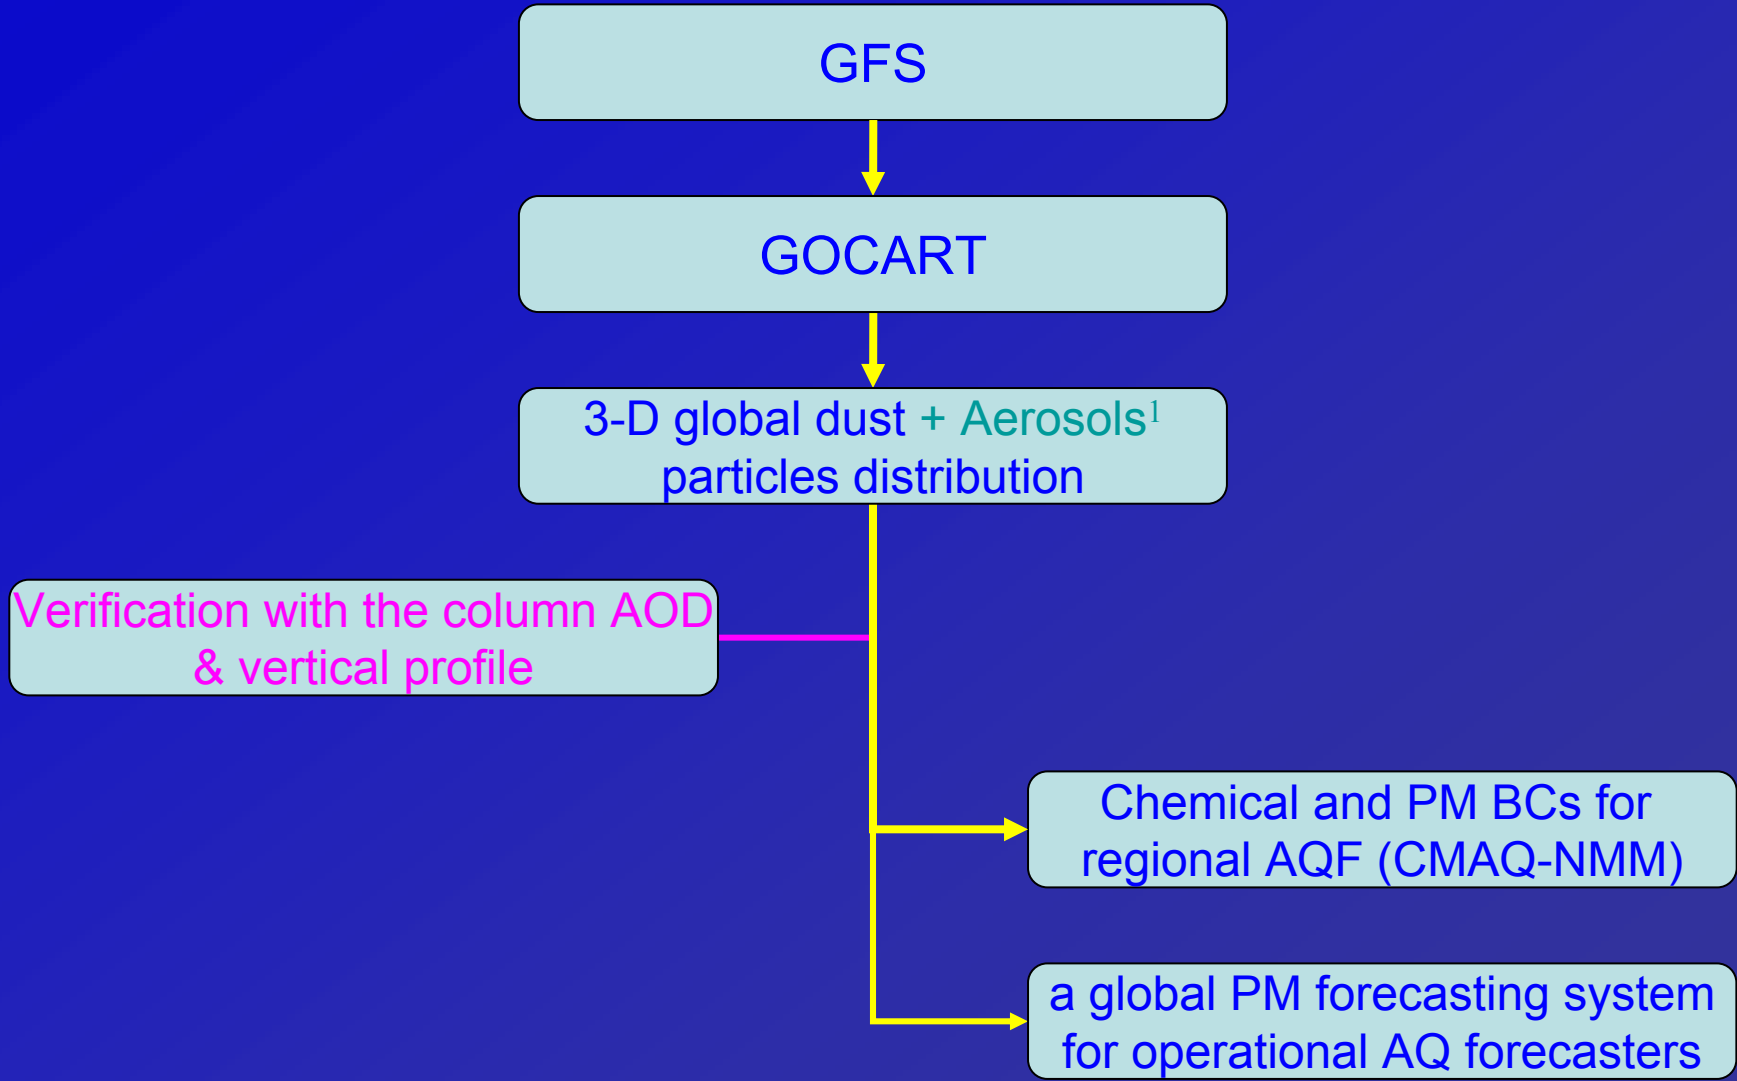 GFS
GOCART
3-D global dust + Aerosols¹
particles distribution
Verification with the column AOD
& vertical profile
Chemical and PM BCs for
regional AQF (CMAQ-NMM)
a global PM forecasting system
for operational AQ forecasters